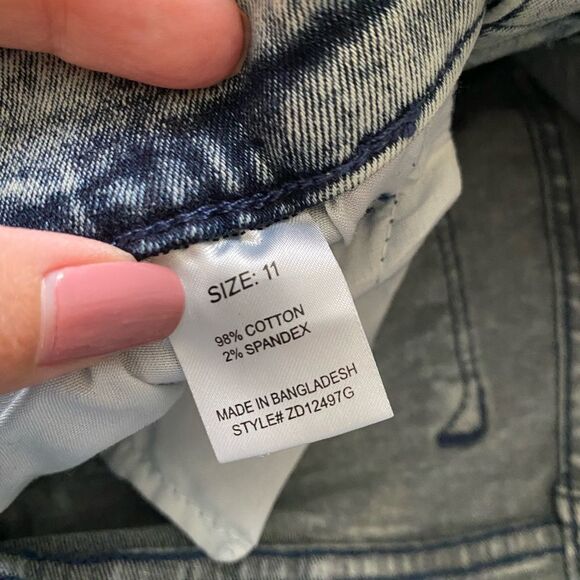 SIZE: 11
98% COTTON
2% SPANDEX
MADE IN BANGLADESH
STYLE# ZD12497G